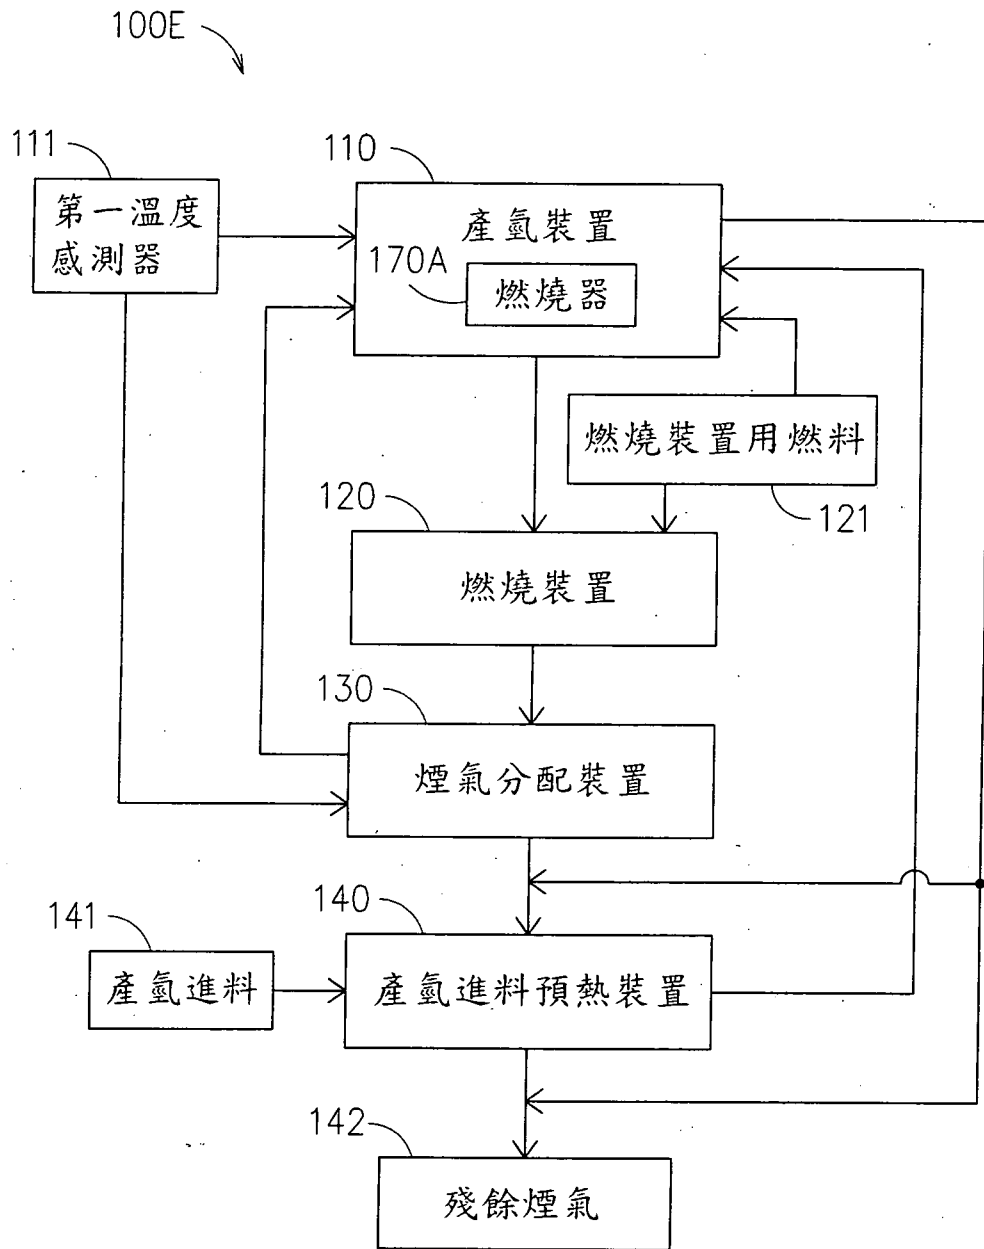 100E
111
110
第一溫度
感測器
產氫裝置
170A
燃燒器
燃燒裝置用燃料
120
121
燃燒裝置
130
煙氣分配裝置
140
141
產氫進料
產氫進料預熱裝置
142
殘餘煙氣